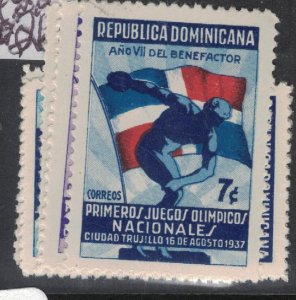 REPUBLICA DOMINICANA
AÑO VII DEL BENEFACTOR
CORREOS
7¢
PRIMEROS JUEGOS OLIMPICOS
NACIONALES
CIUDAD TRUJILLO 16 DE AGOSTO 1937